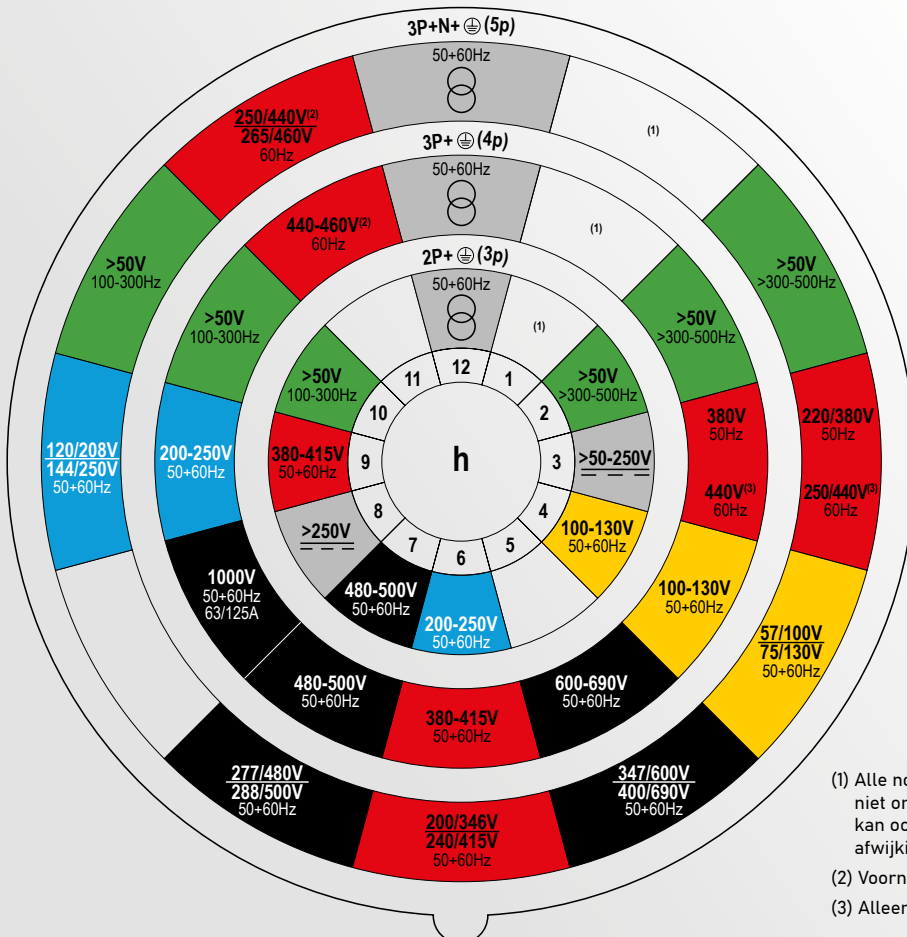 3P+N+ (5p)
50+60Hz
(1)
>50V
>300-500Hz
220/380V
50Hz
250/440V(3)
60Hz
57/100V
75/130V
50+60Hz
347/600V
400/690V
50+60Hz
200/346V
240/415V
50+60Hz
277/480V
288/500V
50+60Hz
120/208V
144/250V
50+60Hz
>50V
100-300Hz
250/440V(2)
265/460V
60Hz
3P+ (4p)
50+60Hz
(1)
>50V
>300-500Hz
380V
50Hz
440V(3)
60Hz
100-130V
50+60Hz
600-690V
50+60Hz
380-415V
50+60Hz
480-500V
50+60Hz
1000V
50+60Hz
63/125A
200-250V
50+60Hz
>50V
100-300Hz
440-460V(2)
60Hz
2P+ (3p)
50+60Hz
(1)
>50V
>300-500Hz
>50-250V
100-130V
50+60Hz
200-250V
50+60Hz
480-500V
50+60Hz
>250V
380-415V
50+60Hz
>50V
100-300Hz
12
1
2
3
4
5
6
7
8
9
10
11
h
(1) Alle
niet
kan
(2)
(3)